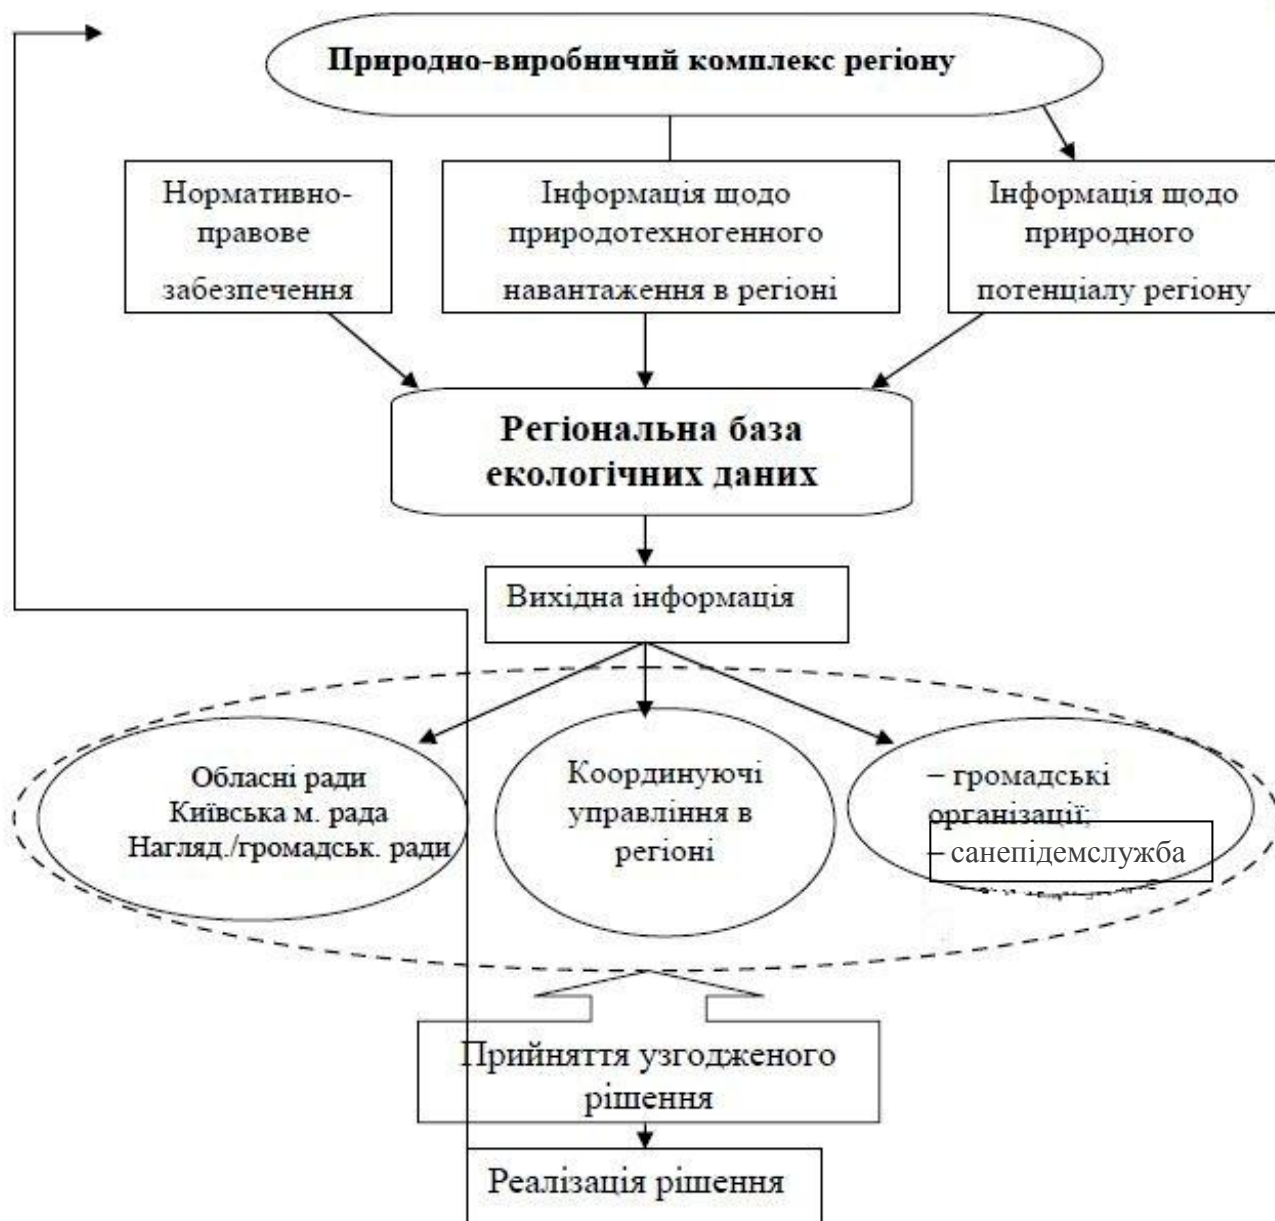 Природно-виробничий комплекс регіону
Нормативно-
правове
забезпечення
Інформація щодо
природотехногенного
навантаження в регіоні
Інформація щодо
природного
потенціалу регіону
Регіональна база
екологічних даних
Вихідна інформація
Обласні ради
Київська м. рада
Нагляд./громадськ. ради
Координуючі
управління в
регіоні
– громадські
організації;
– санепідемслужба
Прийняття узгодженого
рішення
Реалізація рішення